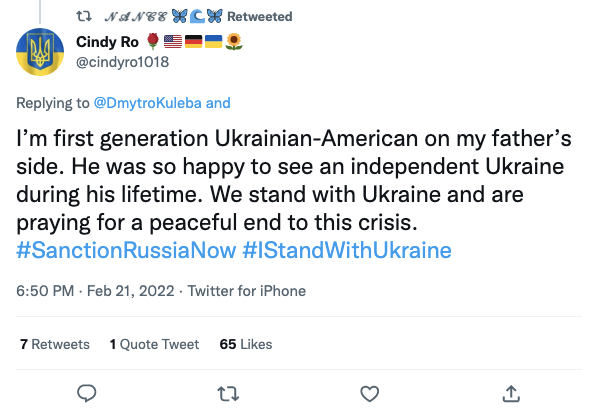 𝓝𝓐𝓝𝓒𝓔 🦋🌊🦋 Retweeted
Cindy Ro 🌹🇺🇸🇩🇪🇺🇦🌻
@cindyro1018
Replying to @DmytroKuleba and
I’m first generation Ukrainian-American on my father’s
side. He was so happy to see an independent Ukraine
during his lifetime. We stand with Ukraine and are
praying for a peaceful end to this crisis.
#SanctionRussiaNow #IStandWithUkraine
6:50 PM · Feb 21, 2022 · Twitter for iPhone
7 Retweets 1 Quote Tweet 65 Likes